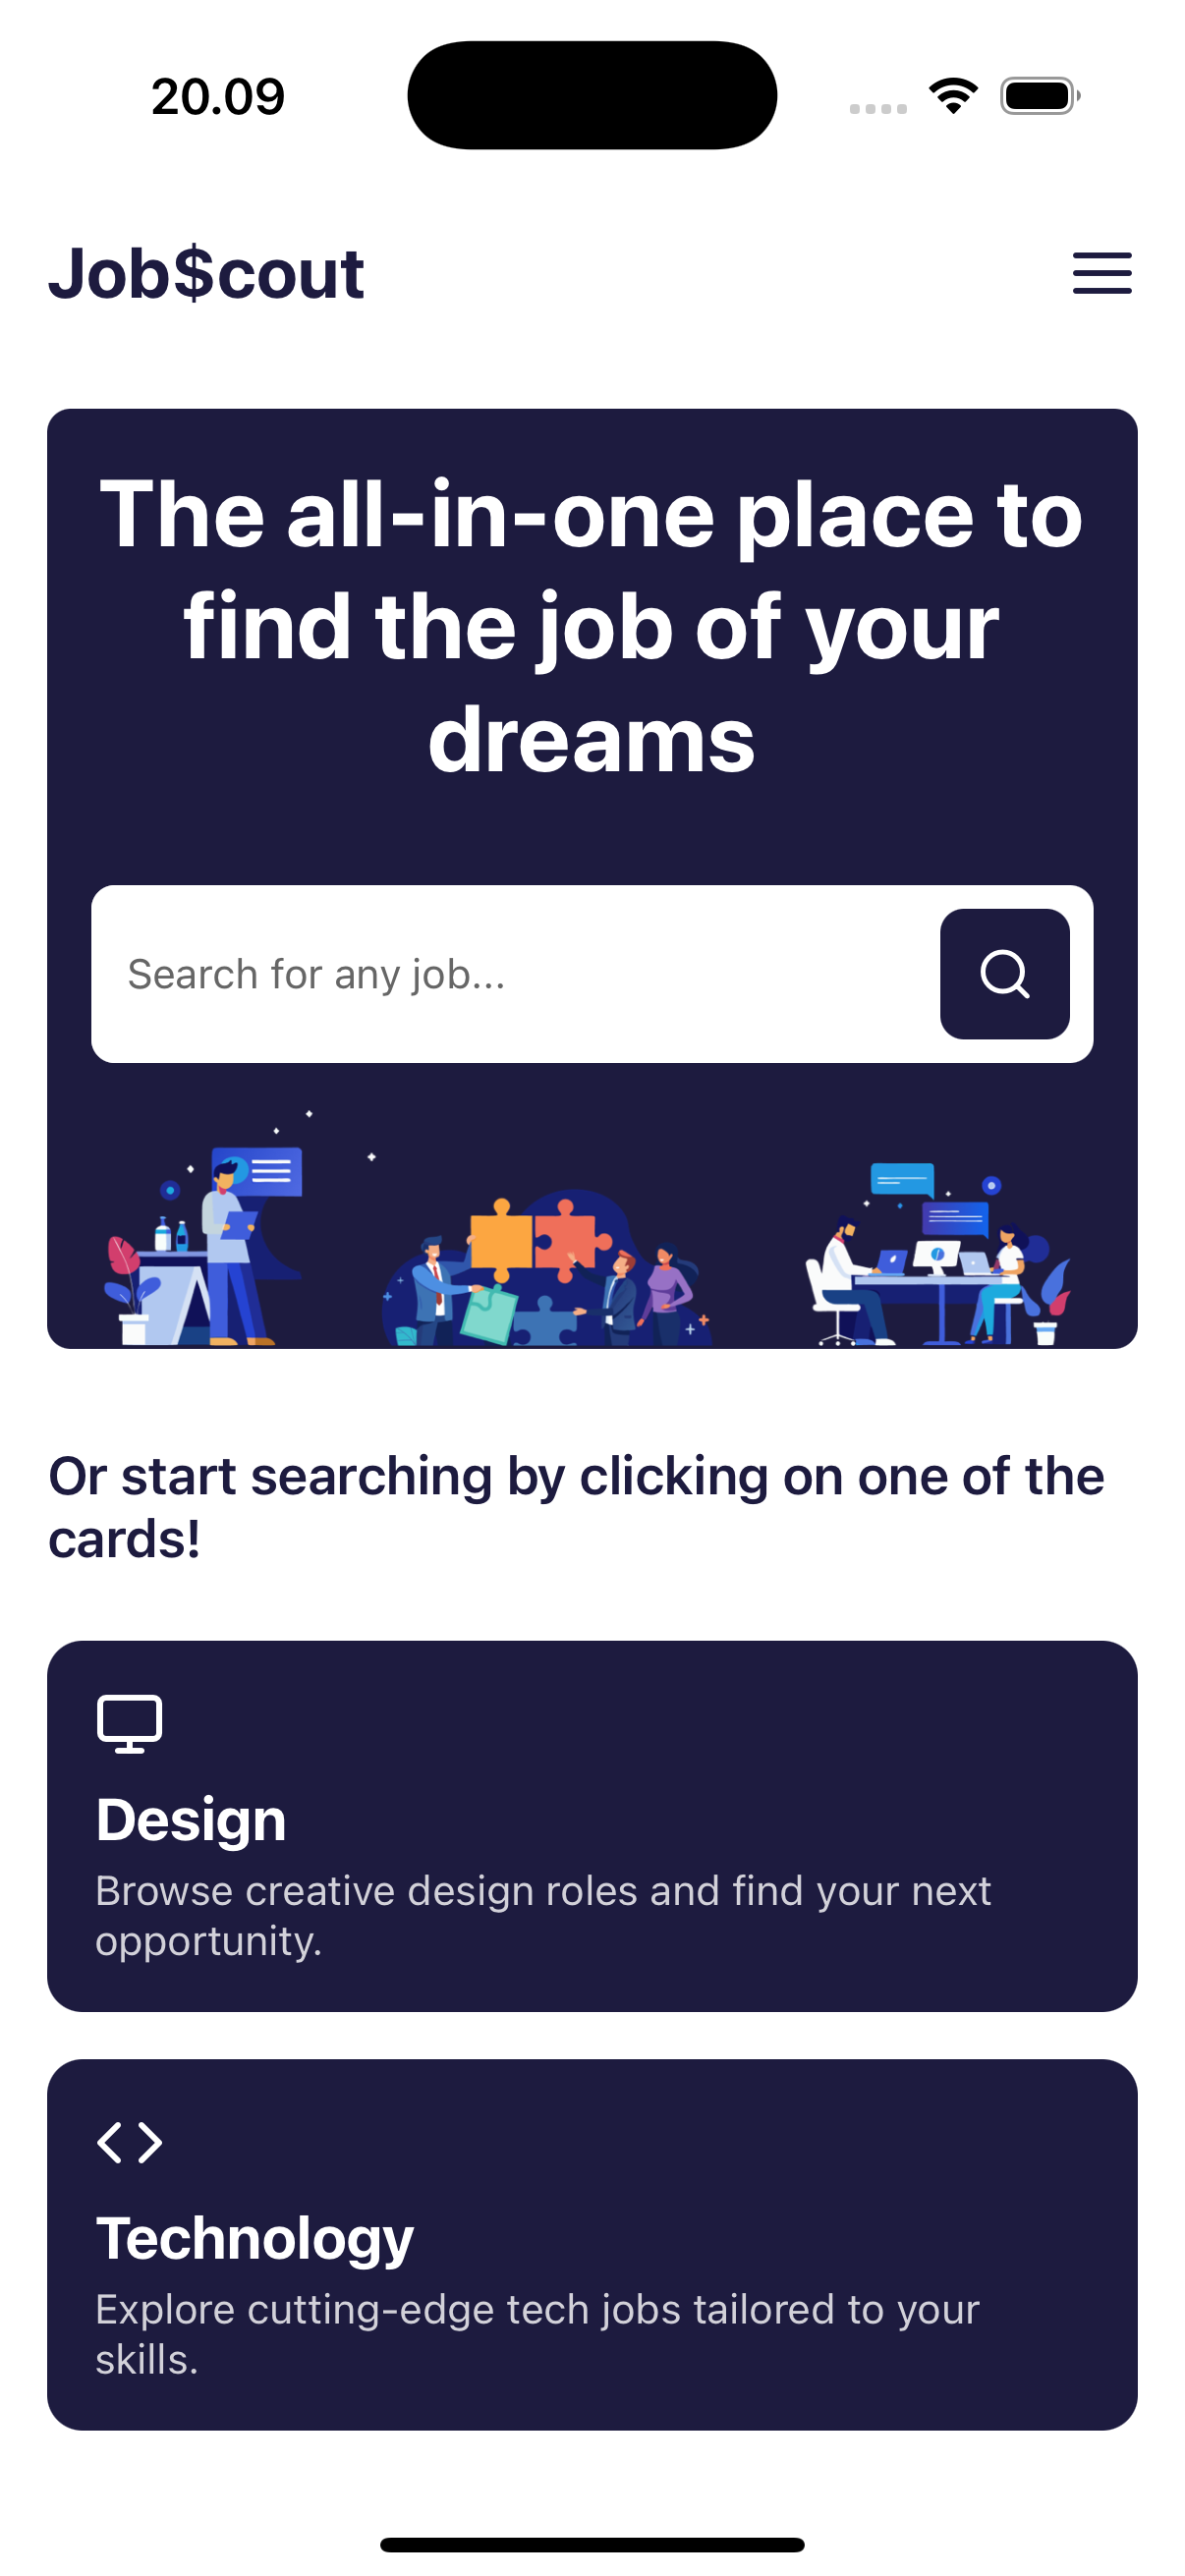 20.09
Job$cout
The all-in-one place to
find the job of your
dreams
Search for any job...
Or start searching by clicking on one of the
cards!
Design
Browse creative design roles and find your next
opportunity.
Technology
Explore cutting-edge tech jobs tailored to your
skills.